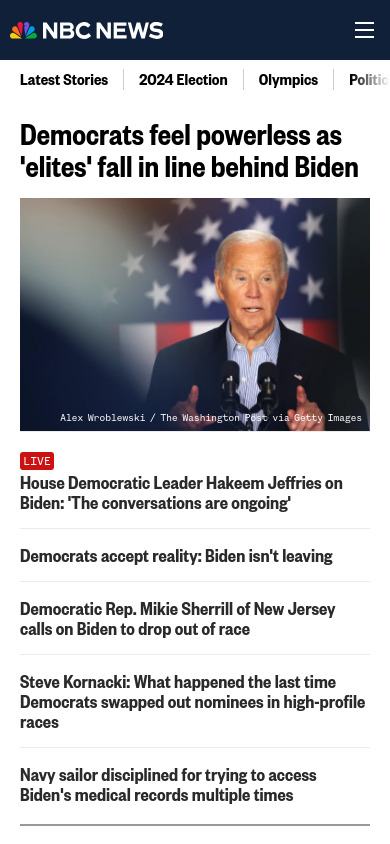 NBC NEWS
Latest Stories
2024 Election
Olympics
Democrats feel powerless as
'elites' fall in line behind Biden
Alex Wroblewski / The Washington Post via Getty Images
LIVE
House Democratic Leader Hakeem Jeffries on
Biden: 'The conversations are ongoing'
Democrats accept reality: Biden isn't leaving
Democratic Rep. Mikie Sherrill of New Jersey
calls on Biden to drop out of race
Steve Kornacki: What happened the last time
Democrats swapped out nominees in high-profile
races
Navy sailor disciplined for trying to access
Biden's medical records multiple times